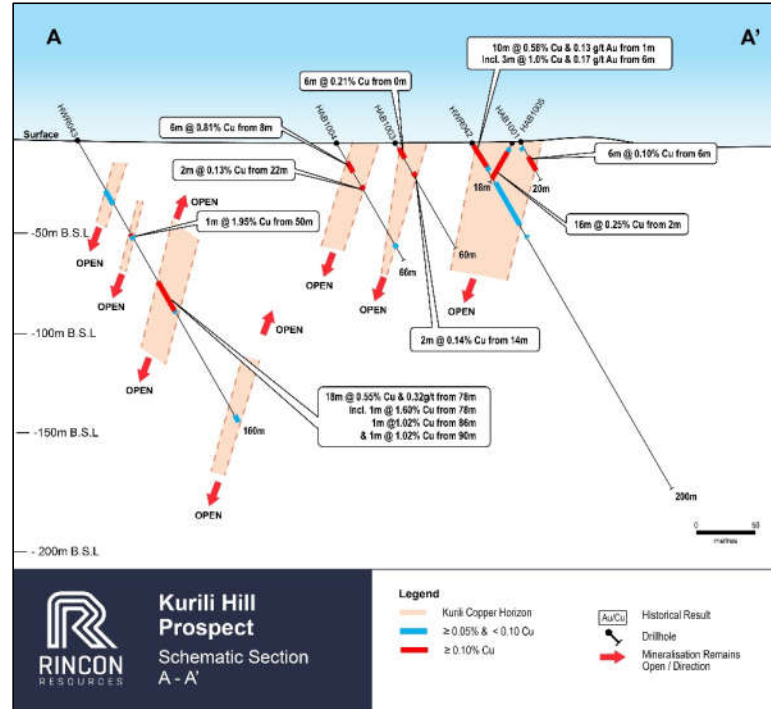 A
A'
10m @ 0.58% Cu & 0.13 g/t Au from 1m
Incl. 3m @ 1.0% Cu & 0.17 g/t Au from 6m
6m @ 0.21% Cu from 0m
HWR043
HAB1004
HAB1003
HWR042
HAB1001
HAB1005
6m @ 0.81% Cu from 8m
Surface
6m @ 0.10% Cu from 6m
2m @ 0.13% Cu from 22m
18m
20m
OPEN
1m @ 1.95% Cu from 50m
16m @ 0.25% Cu from 2m
-50m B.S.L
OPEN
60m
66m
OPEN
OPEN
OPEN
OPEN
-100m B.S.L
OPEN
2m @ 0.14% Cu from 14m
OPEN
18m @ 0.55% Cu & 0.32g/t from 78m
Incl. 1m @ 1.60% Cu from 78m
1m @1.02% Cu from 86m
& 1m @ 1.02% Cu from 90m
-150m B.S.L
160m
OPEN
200m
0
50
metres
- 200m B.S.L
Kurili Hill
Prospect
Schematic Section
A - A'
RINCON
RESOURCES
Legend
Kurili Copper Horizon
≥ 0.05% & < 0.10 Cu
≥ 0.10% Cu
Au/Cu
Historical Result
Drillhole
Mineralisation Remains
Open / Direction